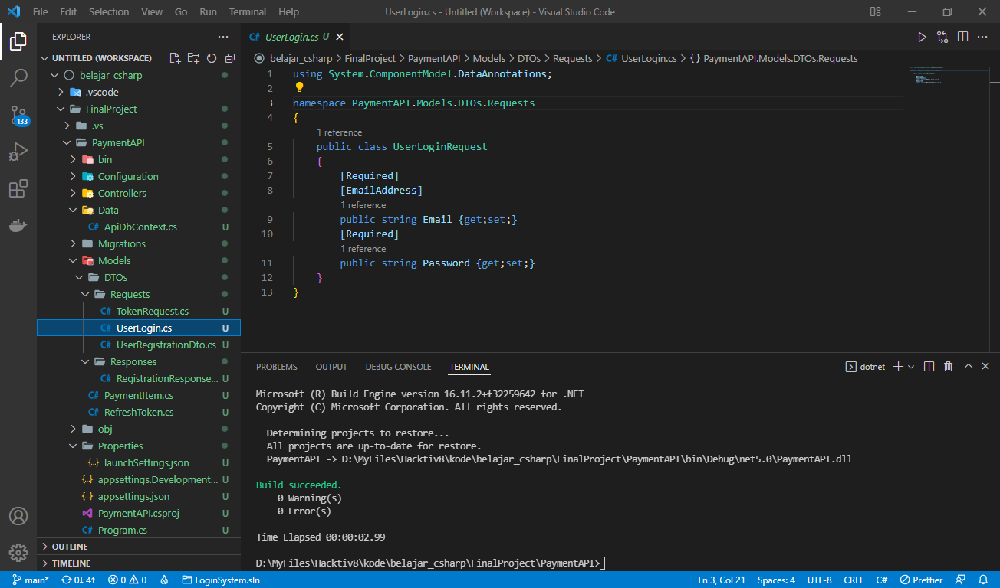 File Edit Selection View Go Run Terminal Help UserLogin.cs - Untitled (Workspace) - Visual Studio Code
EXPLORER
UNTITLED (WORKSPACE)
belajar_csharp
.vscode
FinalProject
.vs
PaymentAPI
bin
Configuration
Controllers
Data
C# ApiDbContext.cs U
Migrations
Models
DTOs
Requests
C# TokenRequest.cs U
C# UserLogin.cs U
C# UserRegistrationDto.cs U
Responses
C# RegistrationResponse... U
C# PaymentItem.cs U
C# RefreshToken.cs U
obj
Properties
{..} launchSettings.json U
{..} appsettings.Development... U
{..} appsettings.json U
PaymentAPI.csproj U
C# Program.cs U
OUTLINE
TIMELINE
133
C# UserLogin.cs U
belajar_csharp > FinalProject > PaymentAPI > Models > DTOs > Requests > C# UserLogin.cs > {} PaymentAPI.Models.DTOs.Requests
1 using System.ComponentModel.DataAnnotations;
2
3 namespace PaymentAPI.Models.DTOs.Requests
4 {
1 reference
5 public class UserLoginRequest
6 {
7 [Required]
8 [EmailAddress]
1 reference
9 public string Email {get;set;}
10 [Required]
1 reference
11 public string Password {get;set;}
12 }
13 }
PROBLEMS OUTPUT DEBUG CONSOLE TERMINAL dotnet
Microsoft (R) Build Engine version 16.11.2+f32259642 for .NET
Copyright (C) Microsoft Corporation. All rights reserved.
Determining projects to restore...
All projects are up-to-date for restore.
PaymentAPI -> D:\MyFiles\Hacktiv8\kode\belajar_csharp\FinalProject\PaymentAPI\bin\Debug\net5.0\PaymentAPI.dll
Build succeeded.
0 Warning(s)
0 Error(s)
Time Elapsed 00:00:02.99
D:\MyFiles\Hacktiv8\kode\belajar_csharp\FinalProject\PaymentAPI>
main* 0↓ 4↑ 0 0 LoginSystem.sln Ln 3, Col 21 Spaces: 4 UTF-8 CRLF C# Prettier